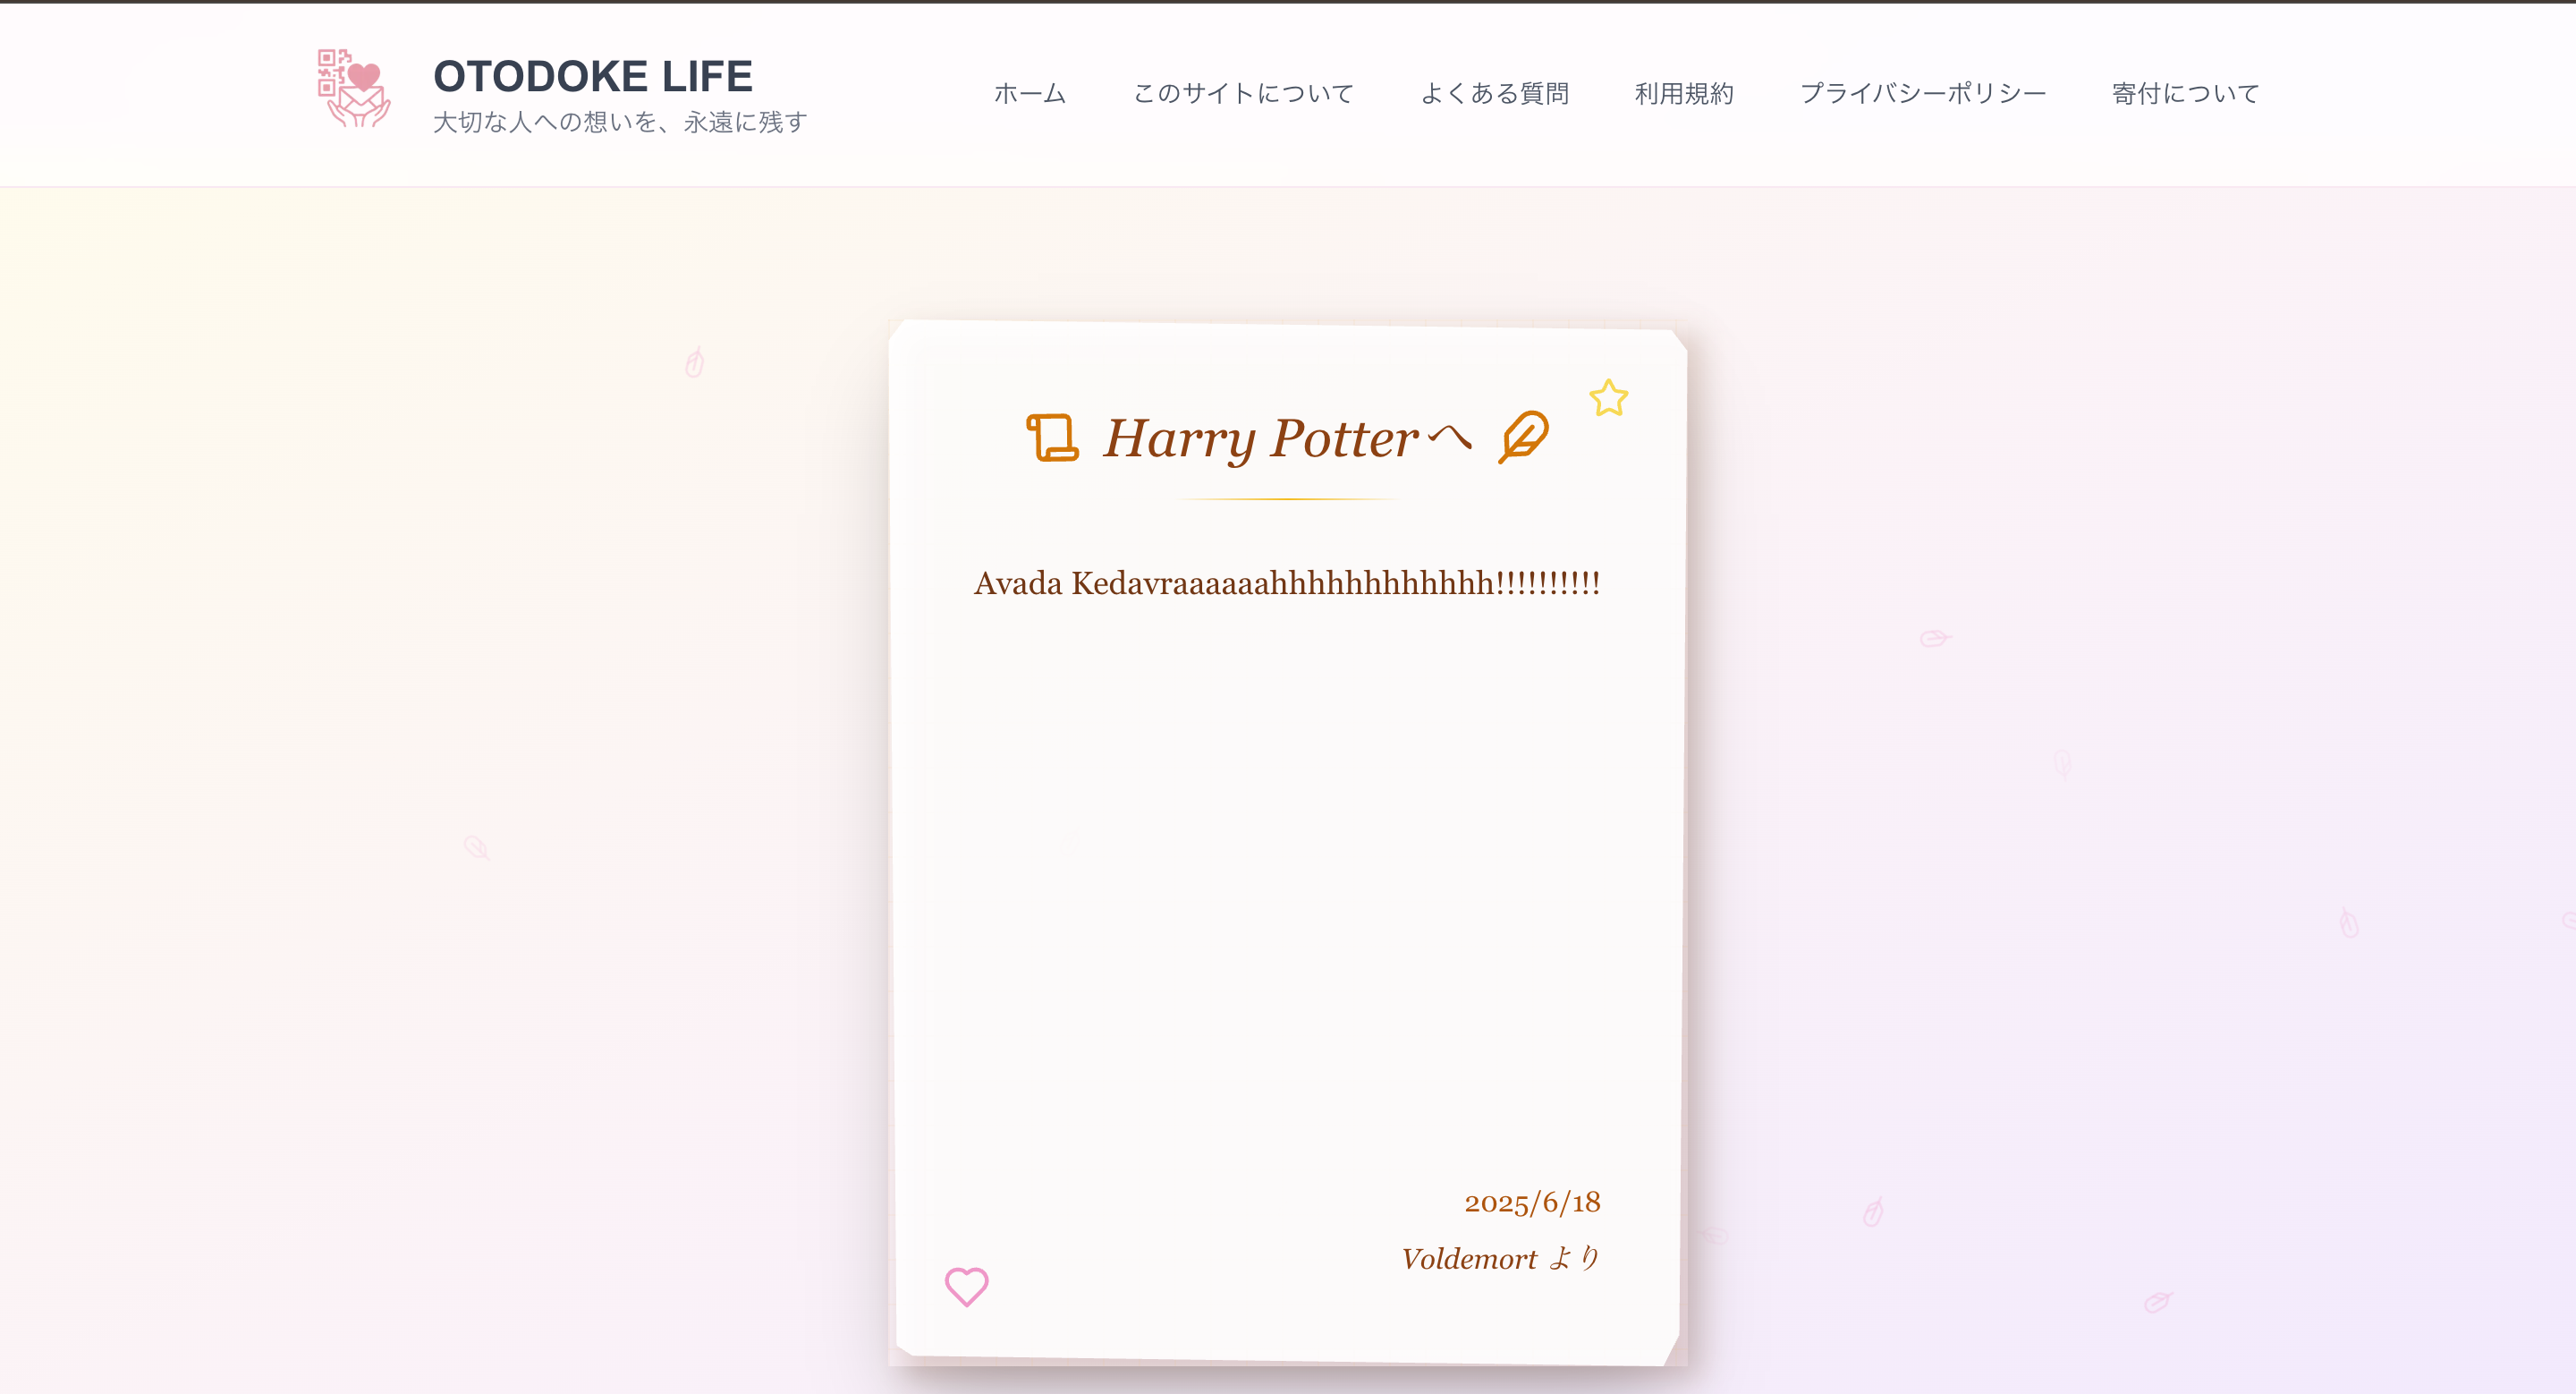 OTODOKE LIFE
大切な人への想いを、永遠に残す
ホーム このサイトについて よくある質問 利用規約 プライバシーポリシー 寄付について
Harry Potterへ
Avada Kedavraaaaaahhhhhhhhhhhh!!!!!!!!!!
2025/6/18
Voldemort より